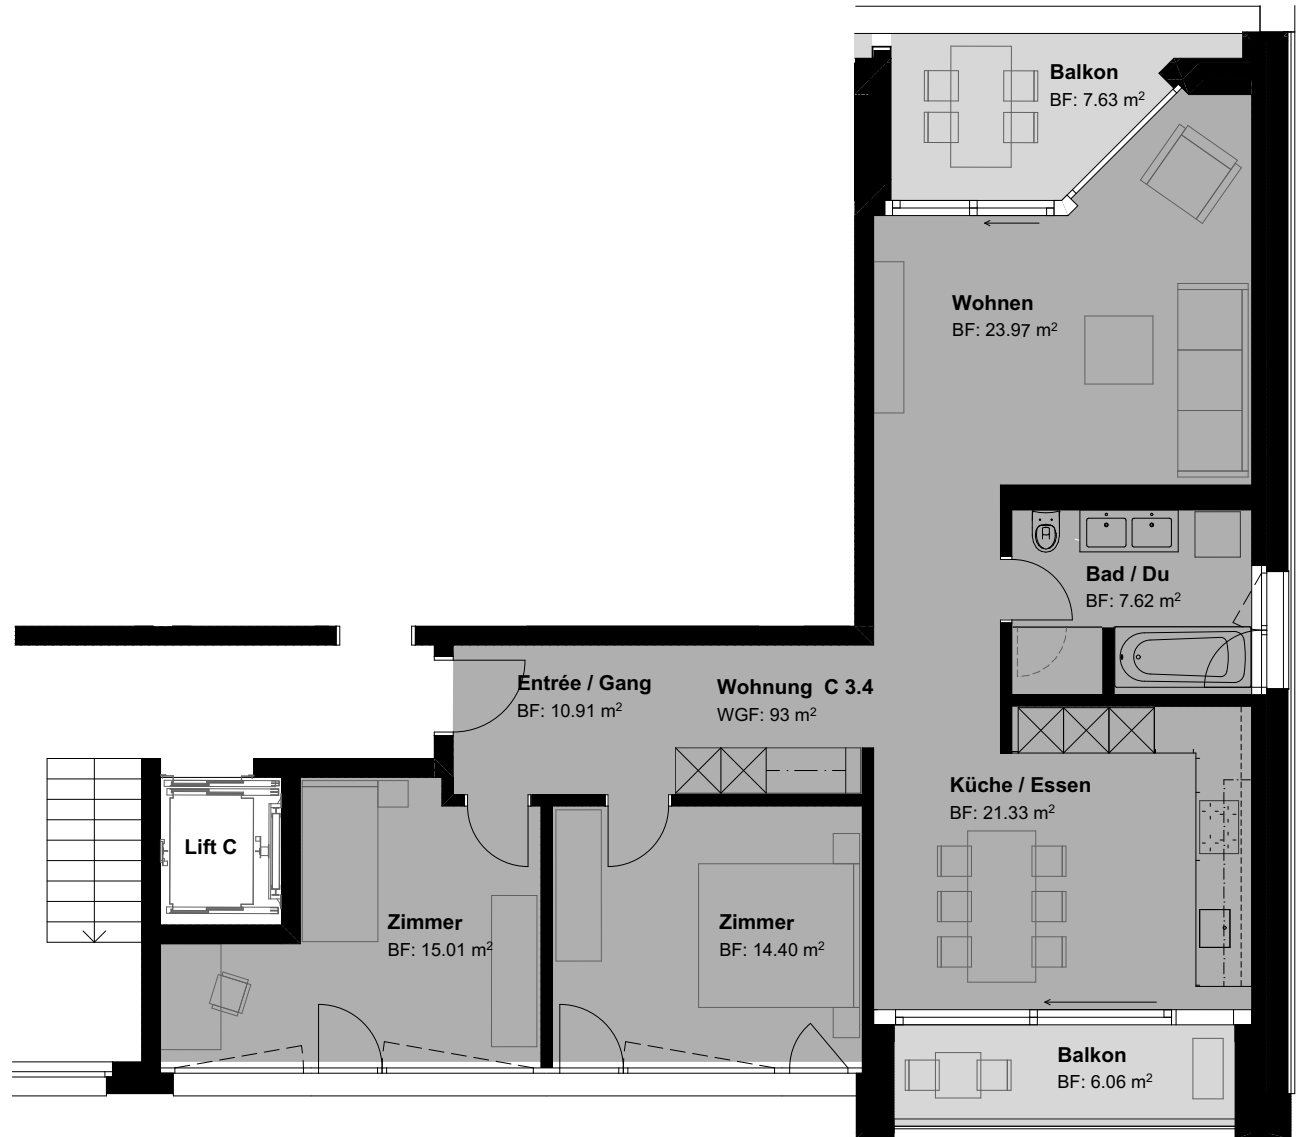 Balkon
BF: 7.63 m²
Wohnen
BF: 23.97 m²
Bad / Du
BF: 7.62 m²
Entrée / Gang
BF: 10.91 m²
Wohnung C 3.4
WGF: 93 m²
Küche / Essen
BF: 21.33 m²
Lift C
Zimmer
BF: 15.01 m²
Zimmer
BF: 14.40 m²
Balkon
BF: 6.06 m²